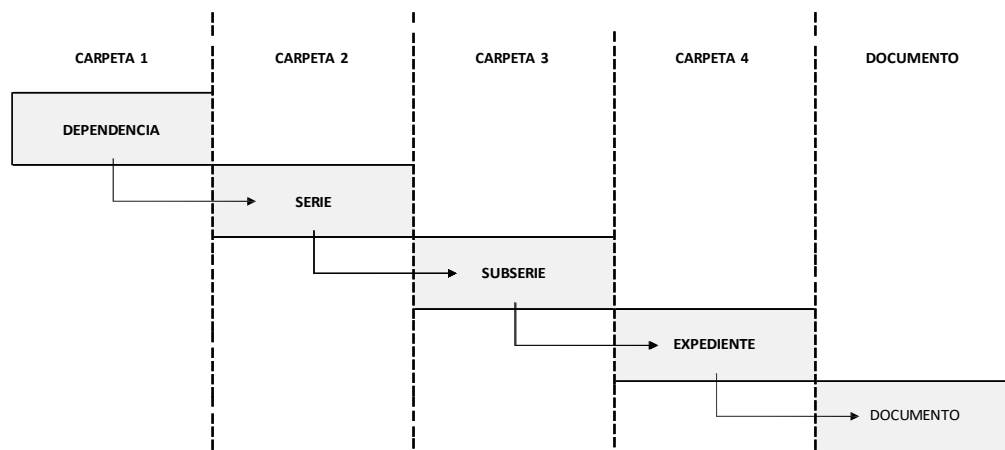 CARPETA 1
CARPETA 2
CARPETA 3
CARPETA 4
DOCUMENTO
DEPENDENCIA
SERIE
SUBSERIE
EXPEDIENTE
DOCUMENTO